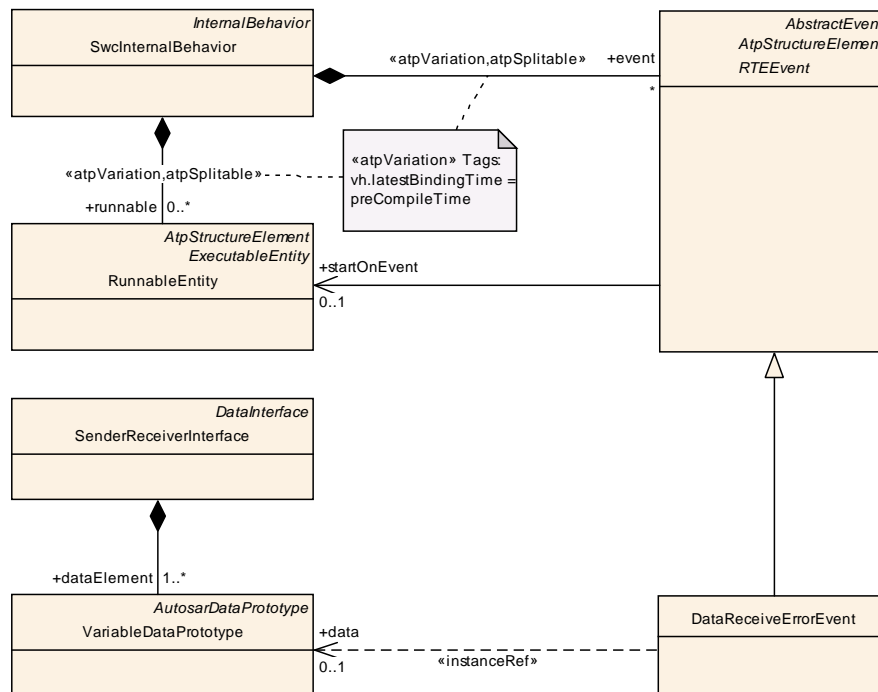 InternalBehavior
SwcInternalBehavior
AbstractEven
AtpStructureElemen
RTEEvent
«atpVariation,atpSplitable»
+event
*
«atpVariation» Tags:
vh.latestBindingTime =
preCompileTime
«atpVariation,atpSplitable»
+runnable
0..*
AtpStructureElement
ExecutableEntity
RunnableEntity
+startOnEvent
0..1
DataInterface
SenderReceiverInterface
+dataElement
1..*
AutosarDataPrototype
VariableDataPrototype
+data
0..1
«instanceRef»
DataReceiveErrorEvent